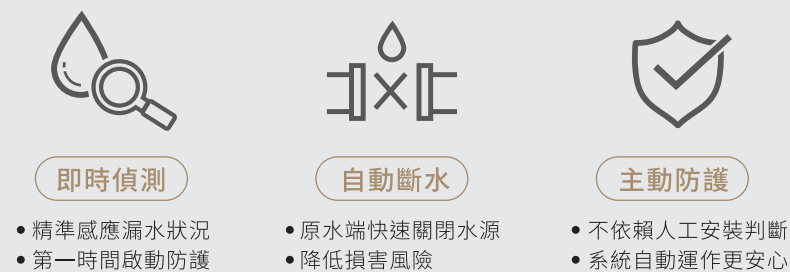 即時偵測
• 精準感應漏水狀況
• 第一時間啟動防護
自動斷水
• 原水端快速關閉水源
• 降低損害風險
主動防護
• 不依賴人工安裝判斷
• 系統自動運作更安心